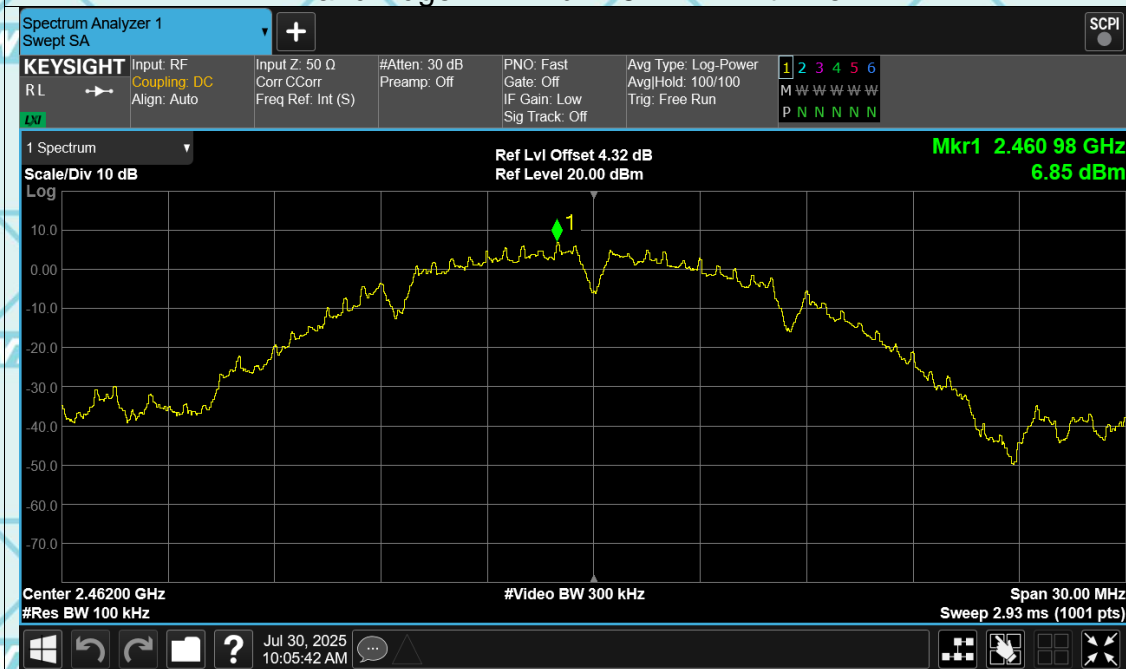 Spectrum Analyzer 1
Swept SA
SCPI
KEYSIGHT
R L
LXI
Input: RF
Coupling: DC
Align: Auto
Input Z: 50 Ω
Corr CCorr
Freq Ref: Int (S)
#Atten: 30 dB
Preamp: Off
PNO: Fast
Gate: Off
IF Gain: Low
Sig Track: Off
Avg Type: Log-Power
Avg|Hold: 100/100
Trig: Free Run
1 2 3 4 5 6
M W W W W W
P N N N N N
1 Spectrum
Scale/Div 10 dB
Ref Lvl Offset 4.32 dB
Ref Level 20.00 dBm
Mkr1 2.460 98 GHz
6.85 dBm
Log
1
10.0
0.00
-10.0
-20.0
-30.0
-40.0
-50.0
-60.0
-70.0
Center 2.46200 GHz
#Video BW 300 kHz
Span 30.00 MHz
#Res BW 100 kHz
Sweep 2.93 ms (1001 pts)
?
Jul 30, 2025
10:05:42 AM